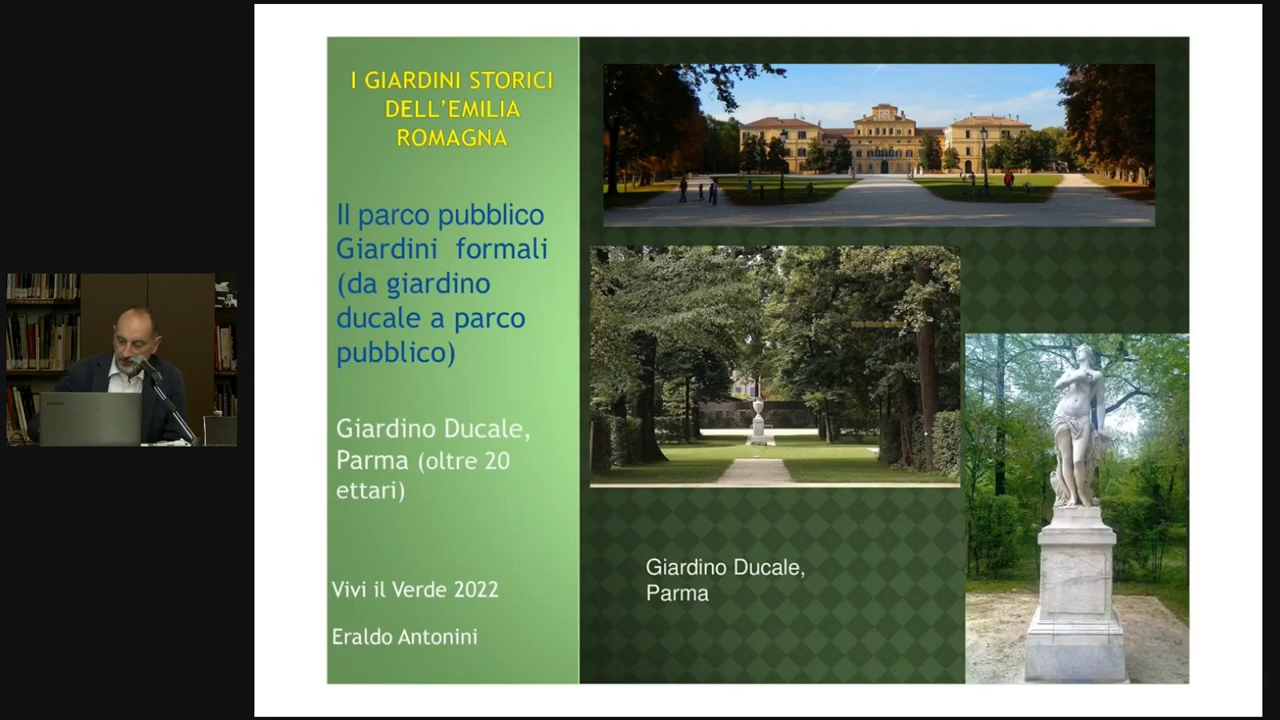 I GIARDINI STORICI
DELL'EMILIA
ROMAGNA
Il parco pubblico
Giardini formali
(da giardino
ducale a parco
pubblico)
Giardino Ducale,
Parma (oltre 20
ettari)
Vivi il Verde 2022
Eraldo Antonini
Giardino Ducale,
Parma